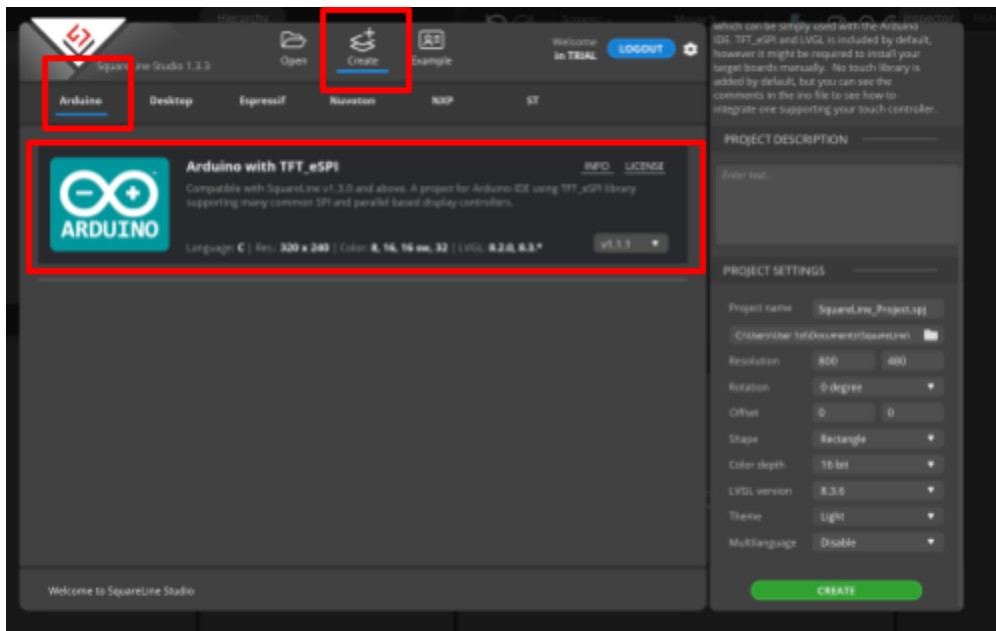 Hierarchy
Inspector
SquareLine Studio 1.3.3
Open
Create
Example
Welcome
in TRIAL
LOGOUT
Arduino
Desktop
Espressif
Nuvoton
NXP
ST
Arduino with TFT_eSPI
INFO
LICENSE
Compatible with SquareLine v1.3.0 and above. A project for Arduino IDE using TFT_eSPI library
supporting many common SPI and parallel based display controllers.
ARDUINO
Language: C | Res.: 320 x 240 | Color: 8, 16, 16 sw, 32 | LVGL: 8.2.0, 8.3.*
v1.1.1
Welcome to SquareLine Studio
which can be simply used with the Arduino
IDE. TFT_eSPI and LVGL is included by default,
however it might be required to install your
target boards manually. No touch library is
added by default, but you can see the
comments in the ino file to see how to
integrate one supporting your touch controller.
PROJECT DESCRIPTION
Enter text...
PROJECT SETTINGS
Project name SquareLine_Project.spj
Resolution 800 480
Rotation 0 degree
Offset 0 0
Shape Rectangle
Color depth 16 bit
LVGL version 8.3.6
Theme Light
Multilanguage Disable
CREATE